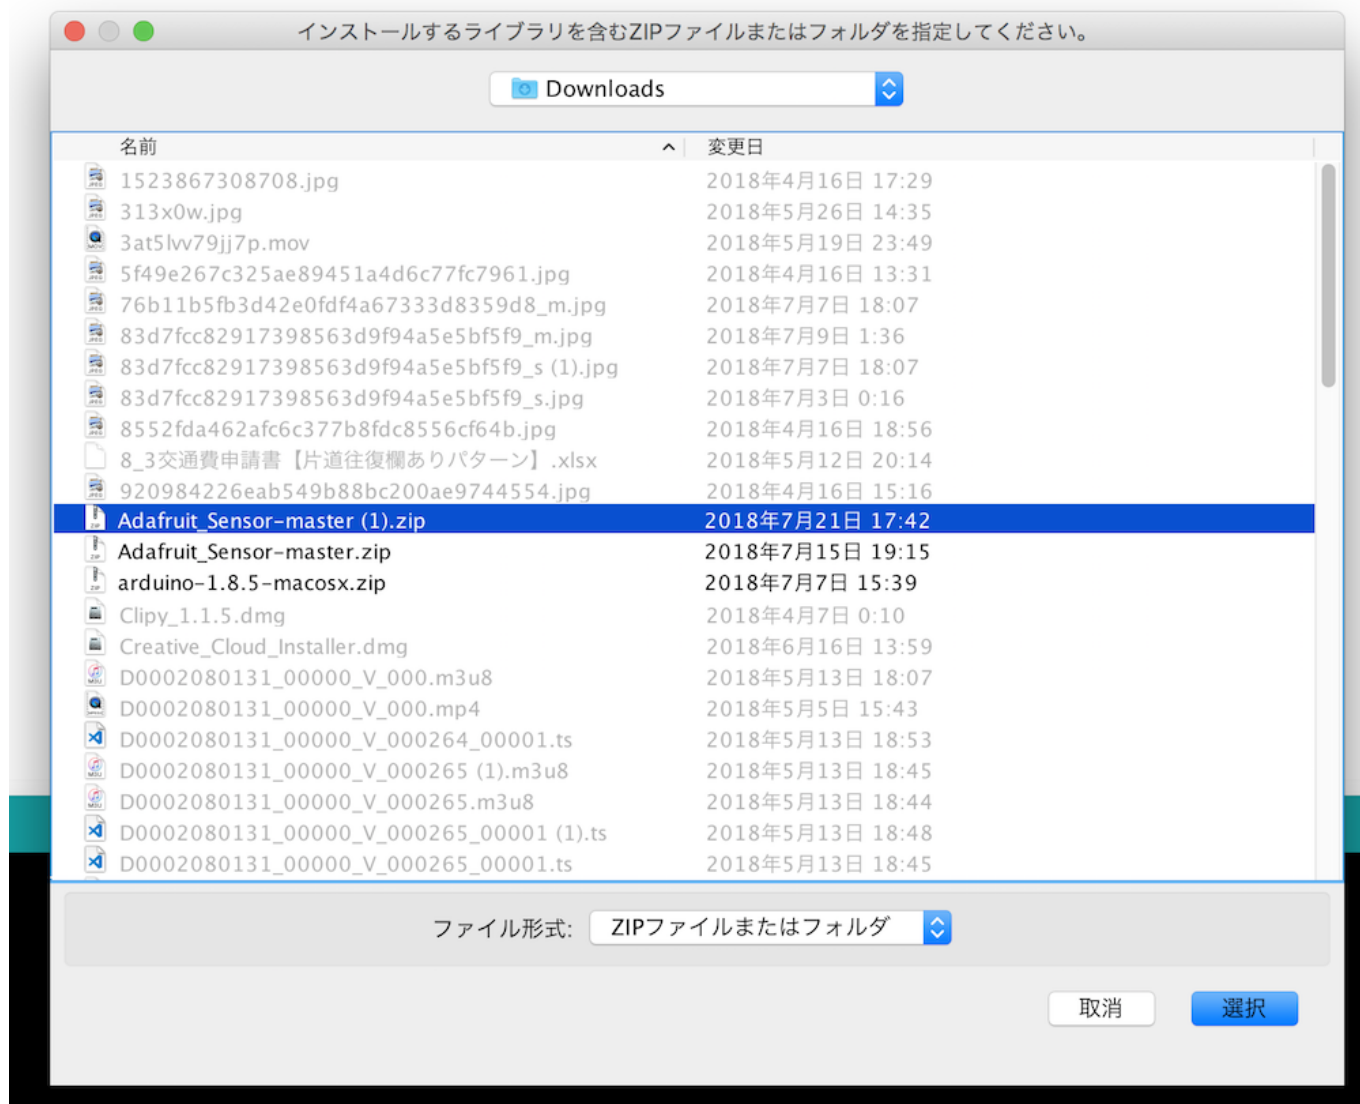 インストールするライブラリを含むZIPファイルまたはフォルダを指定してください。
Downloads
名前 変更日
1523867308708.jpg 2018年4月16日 17:29
313x0w.jpg 2018年5月26日 14:35
3at5lvv79jj7p.mov 2018年5月19日 23:49
5f49e267c325ae89451a4d6c77fc7961.jpg 2018年4月16日 13:31
76b11b5fb3d42e0fdf4a67333d8359d8_m.jpg 2018年7月7日 18:07
83d7fcc82917398563d9f94a5e5bf5f9_m.jpg 2018年7月9日 1:36
83d7fcc82917398563d9f94a5e5bf5f9_s (1).jpg 2018年7月7日 18:07
83d7fcc82917398563d9f94a5e5bf5f9_s.jpg 2018年7月3日 0:16
8552fda462afc6c377b8fdc8556cf64b.jpg 2018年4月16日 18:56
8_3交通費申請書【片道往復欄ありパターン】.xlsx 2018年5月12日 20:14
920984226eab549b88bc200ae9744554.jpg 2018年4月16日 15:16
Adafruit_Sensor-master (1).zip 2018年7月21日 17:42
Adafruit_Sensor-master.zip 2018年7月15日 19:15
arduino-1.8.5-macosx.zip 2018年7月7日 15:39
Clipy_1.1.5.dmg 2018年4月7日 0:10
Creative_Cloud_Installer.dmg 2018年6月16日 13:59
D0002080131_00000_V_000.m3u8 2018年5月13日 18:07
D0002080131_00000_V_000.mp4 2018年5月5日 15:43
D0002080131_00000_V_000264_00001.ts 2018年5月13日 18:53
D0002080131_00000_V_000265 (1).m3u8 2018年5月13日 18:45
D0002080131_00000_V_000265.m3u8 2018年5月13日 18:44
D0002080131_00000_V_000265_00001 (1).ts 2018年5月13日 18:48
D0002080131_00000_V_000265_00001.ts 2018年5月13日 18:45
ファイル形式: ZIPファイルまたはフォルダ
取消 選択